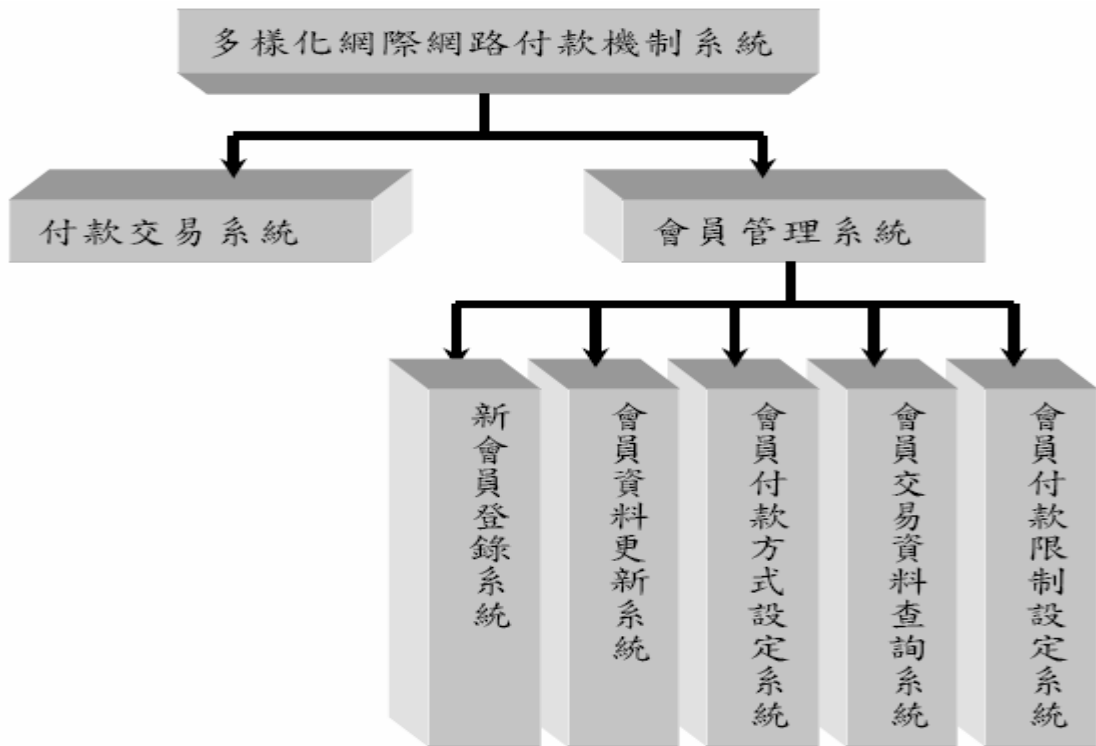 多樣化網際網路付款機制系統
付款交易系統
會員管理系統
新會員登錄系統
會員資料更新系統
會員付款方式設定系統
會員交易資料查詢系統
會員付款限制設定系統